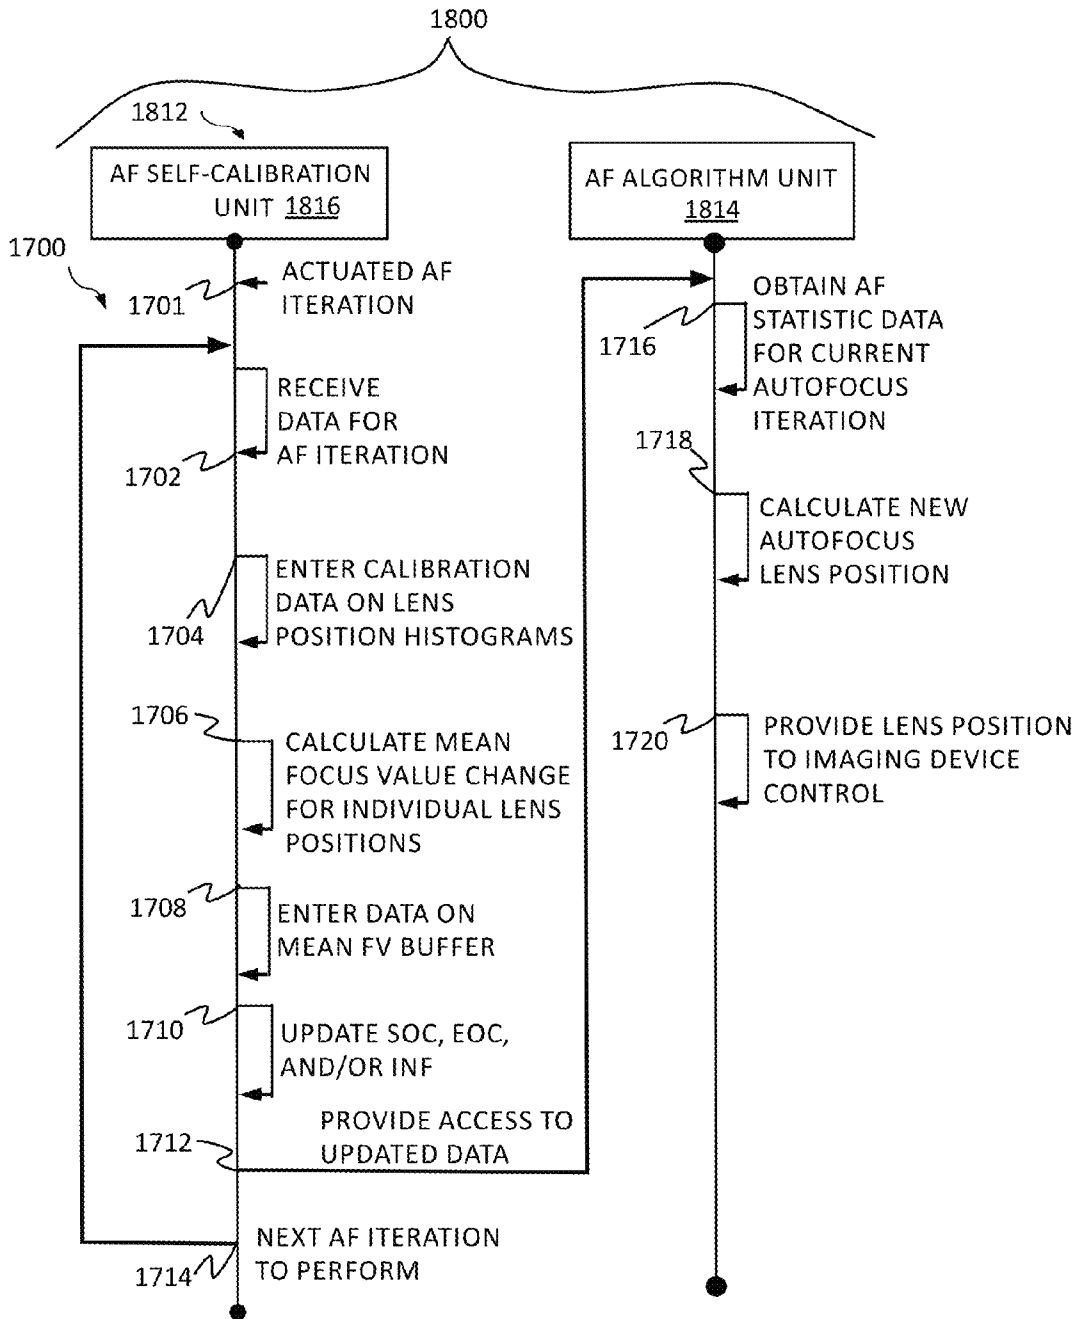 1800
1812
AF SELF-CALIBRATION
UNIT 1816
AF ALGORITHM UNIT
1814
1700
1701
ACTUATED AF
ITERATION
1702
RECEIVE
DATA FOR
AF ITERATION
1704
ENTER CALIBRATION
DATA ON LENS
POSITION HISTOGRAMS
1706
CALCULATE MEAN
FOCUS VALUE CHANGE
FOR INDIVIDUAL LENS
POSITIONS
1708
ENTER DATA ON
MEAN FV BUFFER
1710
UPDATE SOC, EOC,
AND/OR INF
1712
PROVIDE ACCESS TO
UPDATED DATA
1714
NEXT AF ITERATION
TO PERFORM
1716
OBTAIN AF
STATISTIC DATA
FOR CURRENT
AUTOFOCUS
ITERATION
1718
CALCULATE NEW
AUTOFOCUS
LENS POSITION
1720
PROVIDE LENS POSITION
TO IMAGING DEVICE
CONTROL